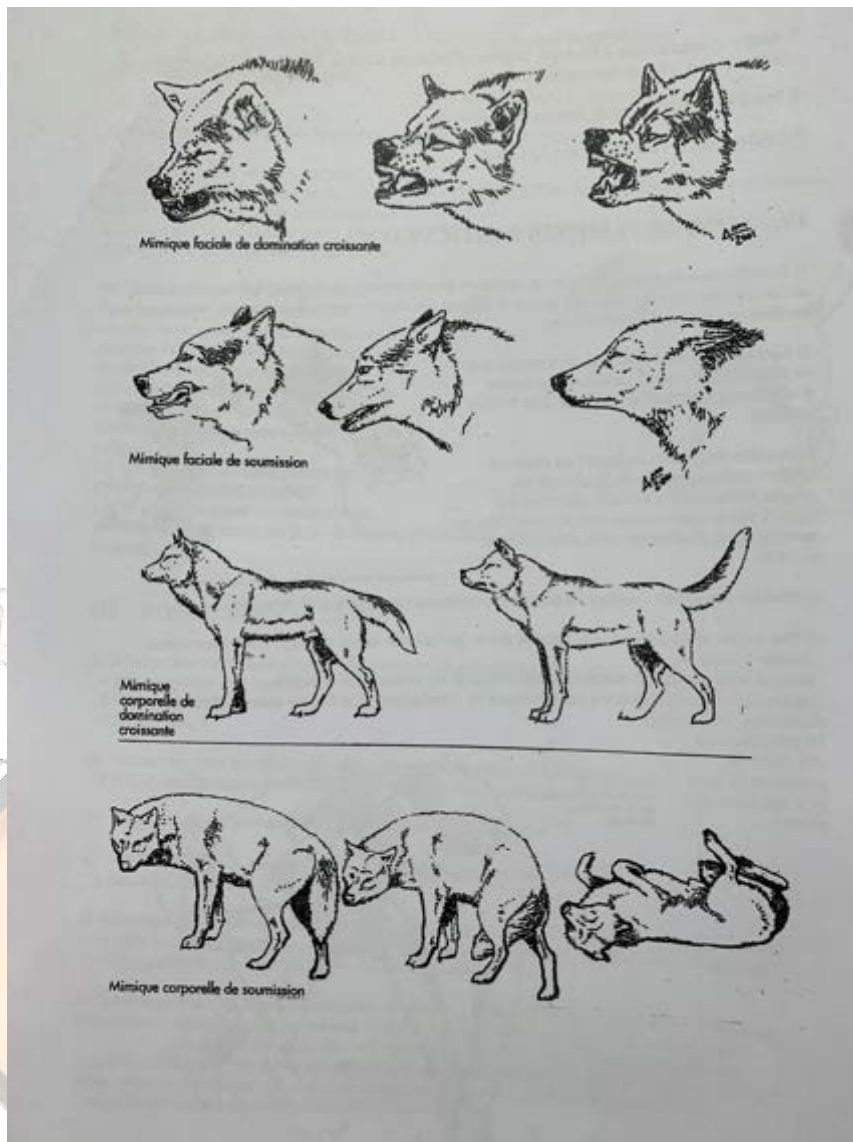 Mimique faciale de domination croissante
Mimique faciale de soumission
Mimique
corporelle de
domination
croissante
Mimique corporelle de soumission